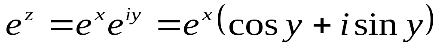 e^z = e^x e^{iy} = e^x (cos y + i sin y)